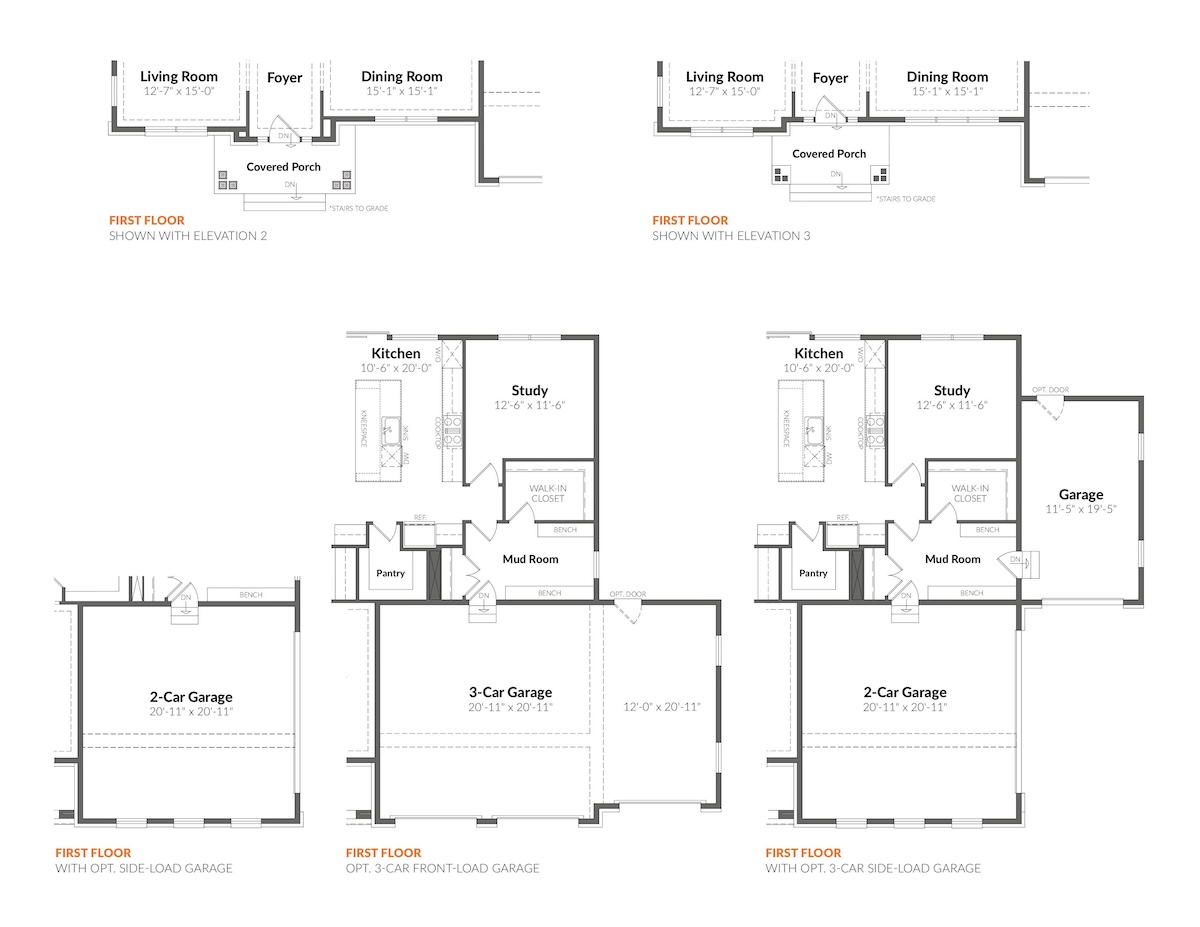 Living Room
12'-7" x 15'-0"
Foyer
Dining Room
15'-1" x 15'-1"
DN
Covered Porch
DN
*STAIRS TO GRADE
FIRST FLOOR
SHOWN WITH ELEVATION 2
Living Room
12'-7" x 15'-0"
Foyer
Dining Room
15'-1" x 15'-1"
DN
Covered Porch
DN
*STAIRS TO GRADE
FIRST FLOOR
SHOWN WITH ELEVATION 3
DN
BENCH
2-Car Garage
20'-11" x 20'-11"
FIRST FLOOR
WITH OPT. SIDE-LOAD GARAGE
Kitchen
10'-6" x 20'-0"
W/O
Study
12'-6" x 11'-6"
KNEESPACE
SINK
DW
COOKTOP
WALK-IN
CLOSET
REF.
BENCH
Mud Room
Pantry
BENCH
DN
OPT. DOOR
3-Car Garage
20'-11" x 20'-11"
12'-0" x 20'-11"
FIRST FLOOR
OPT. 3-CAR FRONT-LOAD GARAGE
Kitchen
10'-6" x 20'-0"
W/O
Study
12'-6" x 11'-6"
OPT. DOOR
KNEESPACE
SINK
DW
COOKTOP
WALK-IN
CLOSET
Garage
11'-5" x 19'-5"
REF.
BENCH
Mud Room
DN
Pantry
BENCH
DN
2-Car Garage
20'-11" x 20'-11"
FIRST FLOOR
WITH OPT. 3-CAR SIDE-LOAD GARAGE